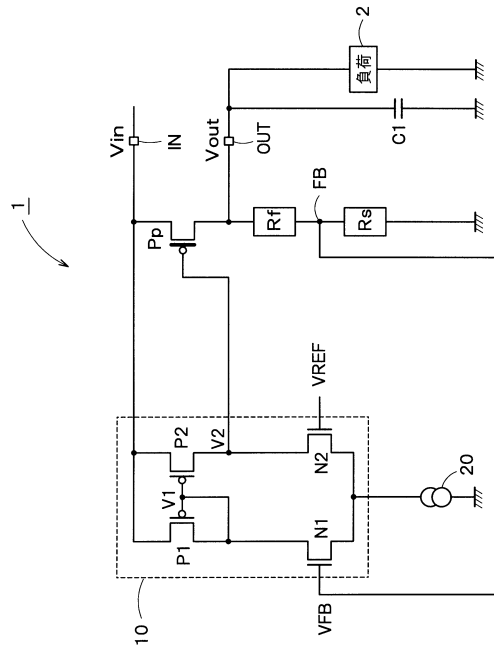 1
Vin
IN
10
P1
V1
P2
V2
Pp
Vout
OUT
2
負荷
C1
Rf
FB
Rs
VREF
N1
N2
VFB
20